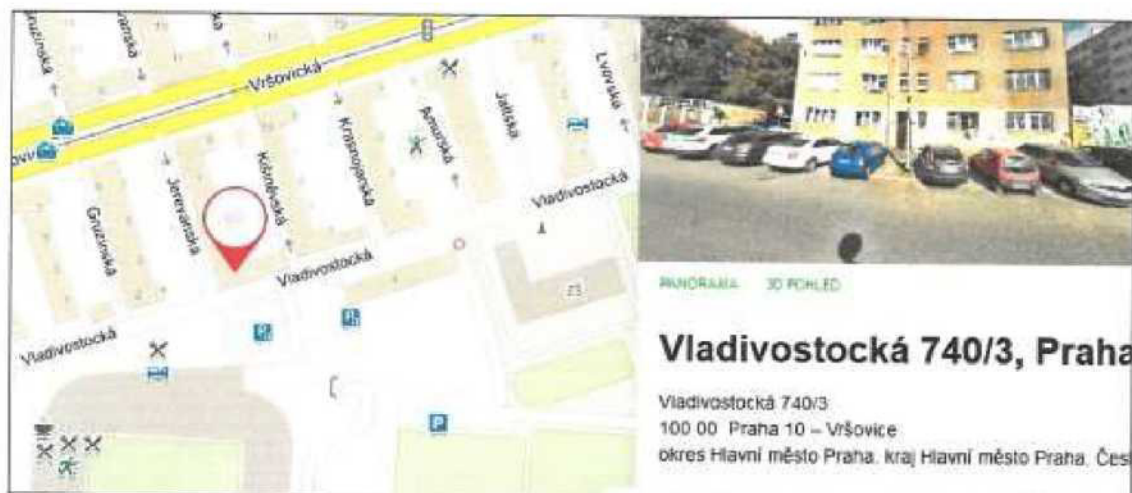 Vršovická
Lvovská
Jaltská
Amurská
Krasnojarská
Kišiněvská
Jerevanská
Gruzínská
Vladivostocká
Vladivostocká
Vladivostocká
23
P
PANORAMA 3D POHLED
Vladivostocká 740/3, Praha
Vladivostocká 740/3
100 00 Praha 10 – Vršovice
okres Hlavní město Praha, kraj Hlavní město Praha, Čes